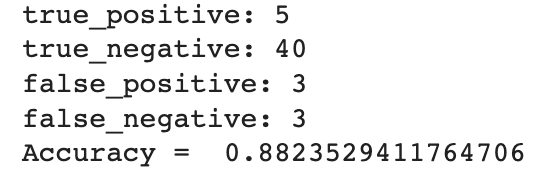 true_positive: 5
true_negative: 40
false_positive: 3
false_negative: 3
Accuracy =  0.8823529411764706